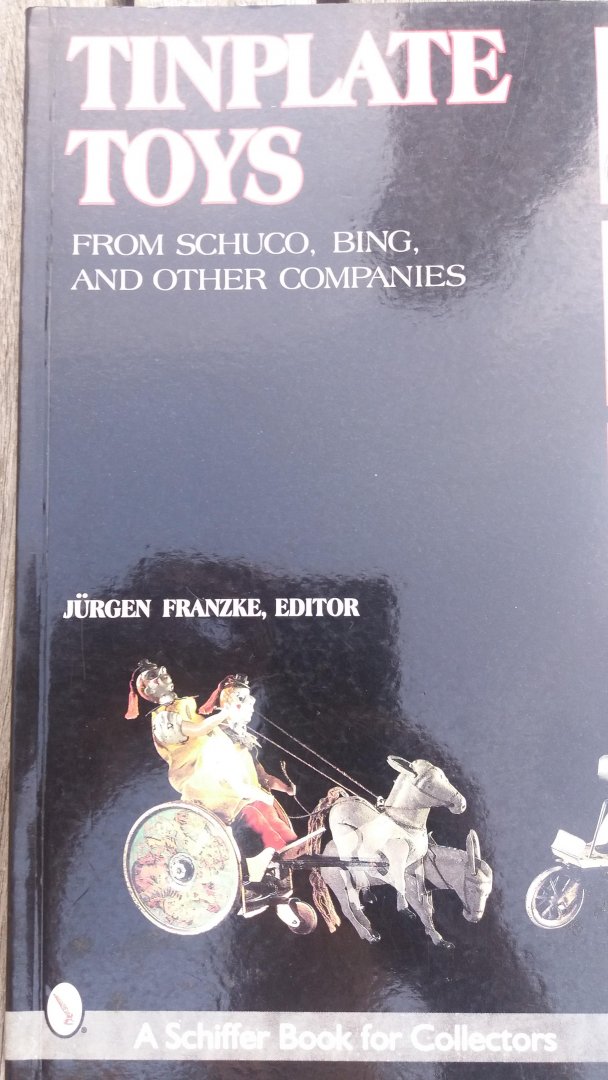 TINPLATE
TOYS
FROM SCHUCO, BING,
AND OTHER COMPANIES
JÜRGEN FRANZKE, EDITOR
A Schiffer Book for Collectors